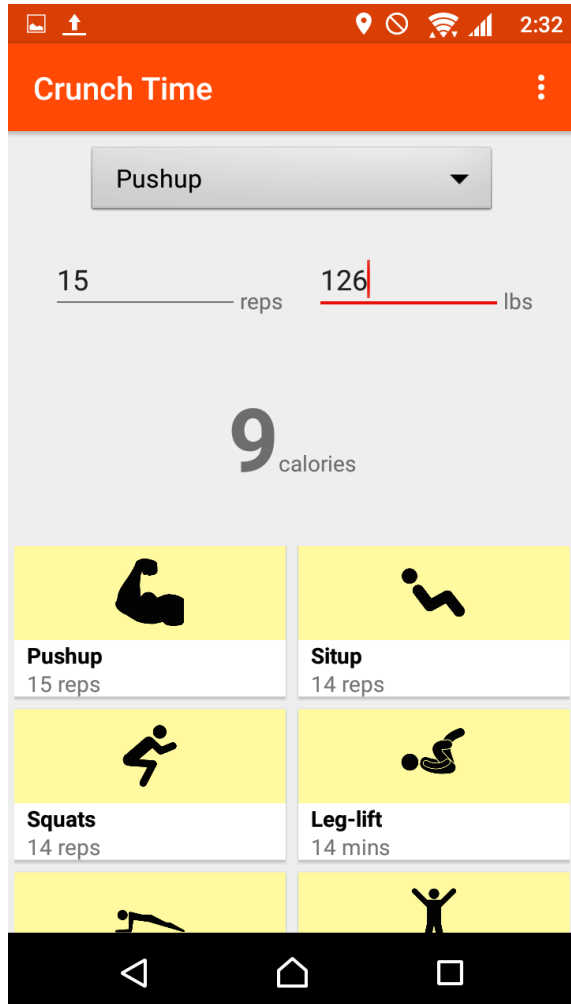 2:32
Crunch Time
Pushup
15 reps 126 lbs
9 calories
Pushup Situp
15 reps 14 reps
Squats Leg-lift
14 reps 14 mins